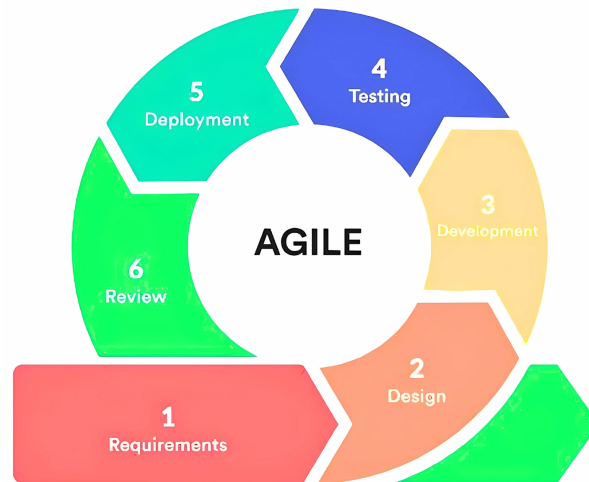 5
Deployment
4
Testing
3
Development
AGILE
6
Review
2
Design
1
Requirements